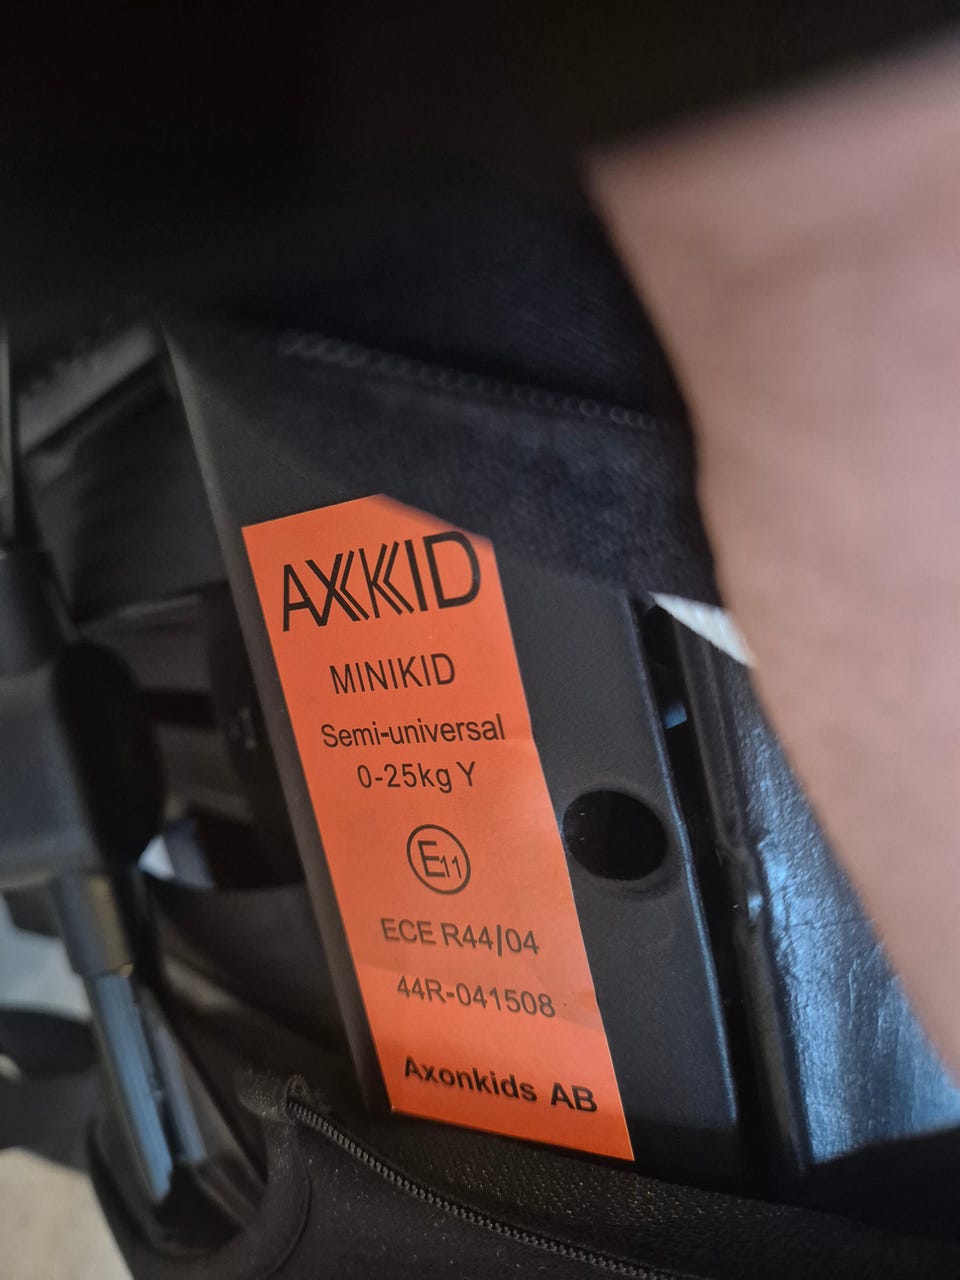 AXKID
MINIKID
Semi-universal
0-25kg Y
E11
ECE R44/04
44R-041508
Axonkids AB